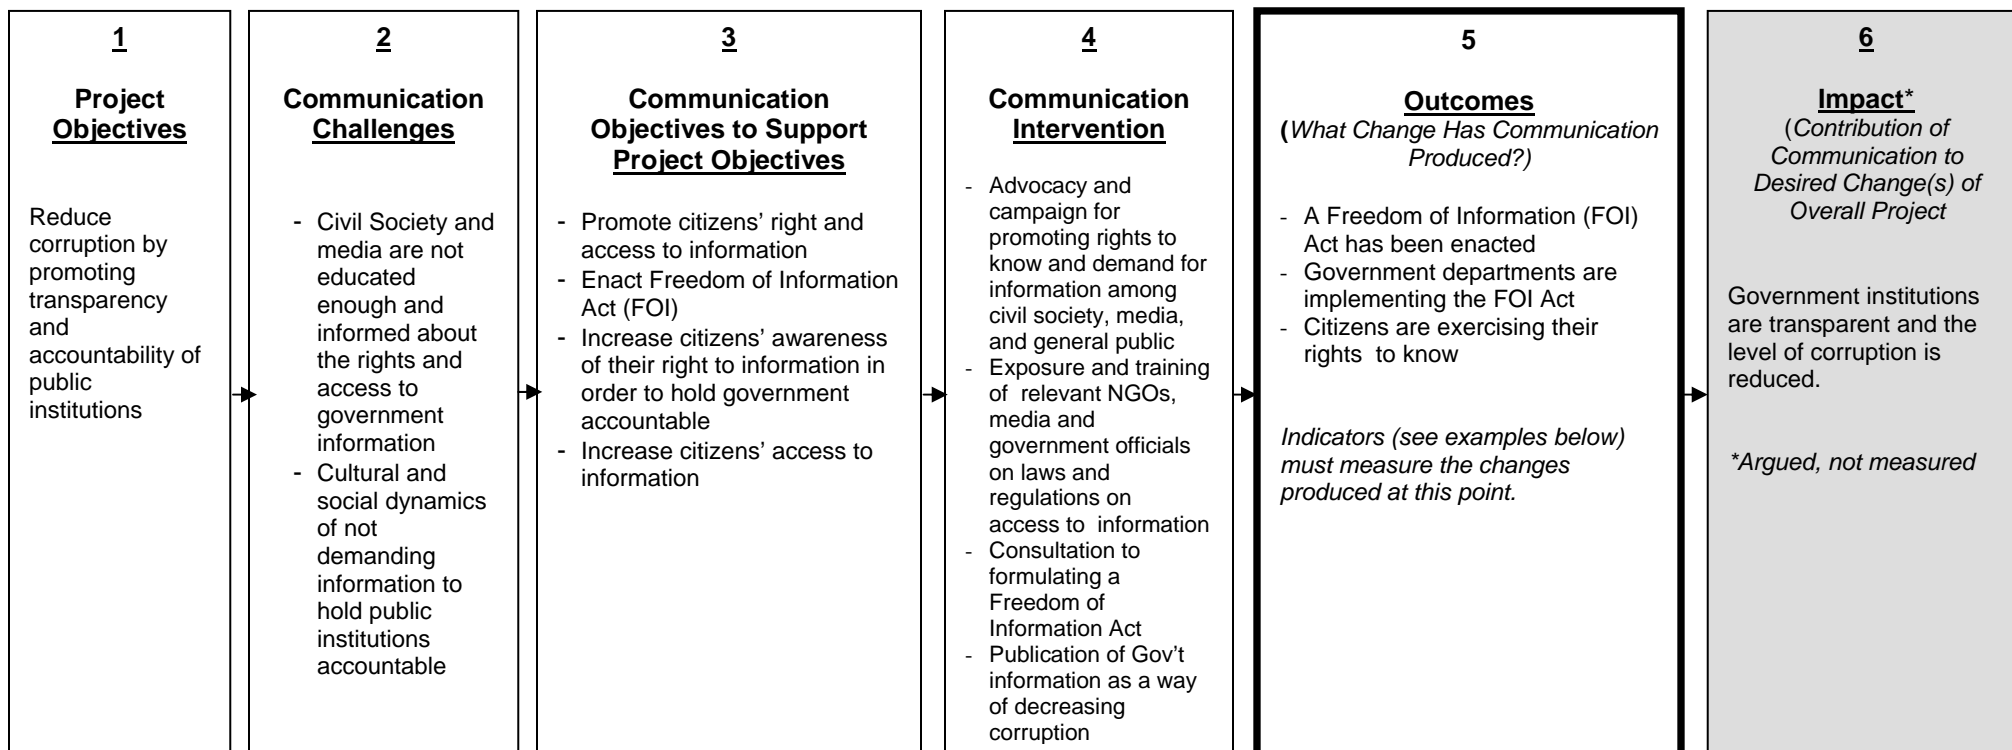 1
Project
Objectives
Reduce
corruption by
promoting
transparency
and
accountability of
public
institutions
2
Communication
Challenges
- Civil Society and
media are not
educated
enough and
informed about
the rights and
access to
government
information
- Cultural and
social dynamics
of not
demanding
information to
hold public
institutions
accountable
3
Communication
Objectives to Support
Project Objectives
- Promote citizens’ right and
access to information
- Enact Freedom of Information
Act (FOI)
- Increase citizens’ awareness
of their right to information in
order to hold government
accountable
- Increase citizens’ access to
information
4
Communication
Intervention
- Advocacy and
campaign for
promoting rights to
know and demand for
information among
civil society, media,
and general public
- Exposure and training
of relevant NGOs,
media and
government officials
on laws and
regulations on
access to information
- Consultation to
formulating a
Freedom of
Information Act
- Publication of Gov’t
information as a way
of decreasing
corruption
5
Outcomes
(What Change Has Communication
Produced?)
- A Freedom of Information (FOI)
Act has been enacted
- Government departments are
implementing the FOI Act
- Citizens are exercising their
rights to know
Indicators (see examples below)
must measure the changes
produced at this point.
6
Impact*
(Contribution of
Communication to
Desired Change(s) of
Overall Project
Government institutions
are transparent and the
level of corruption is
reduced.
*Argued, not measured